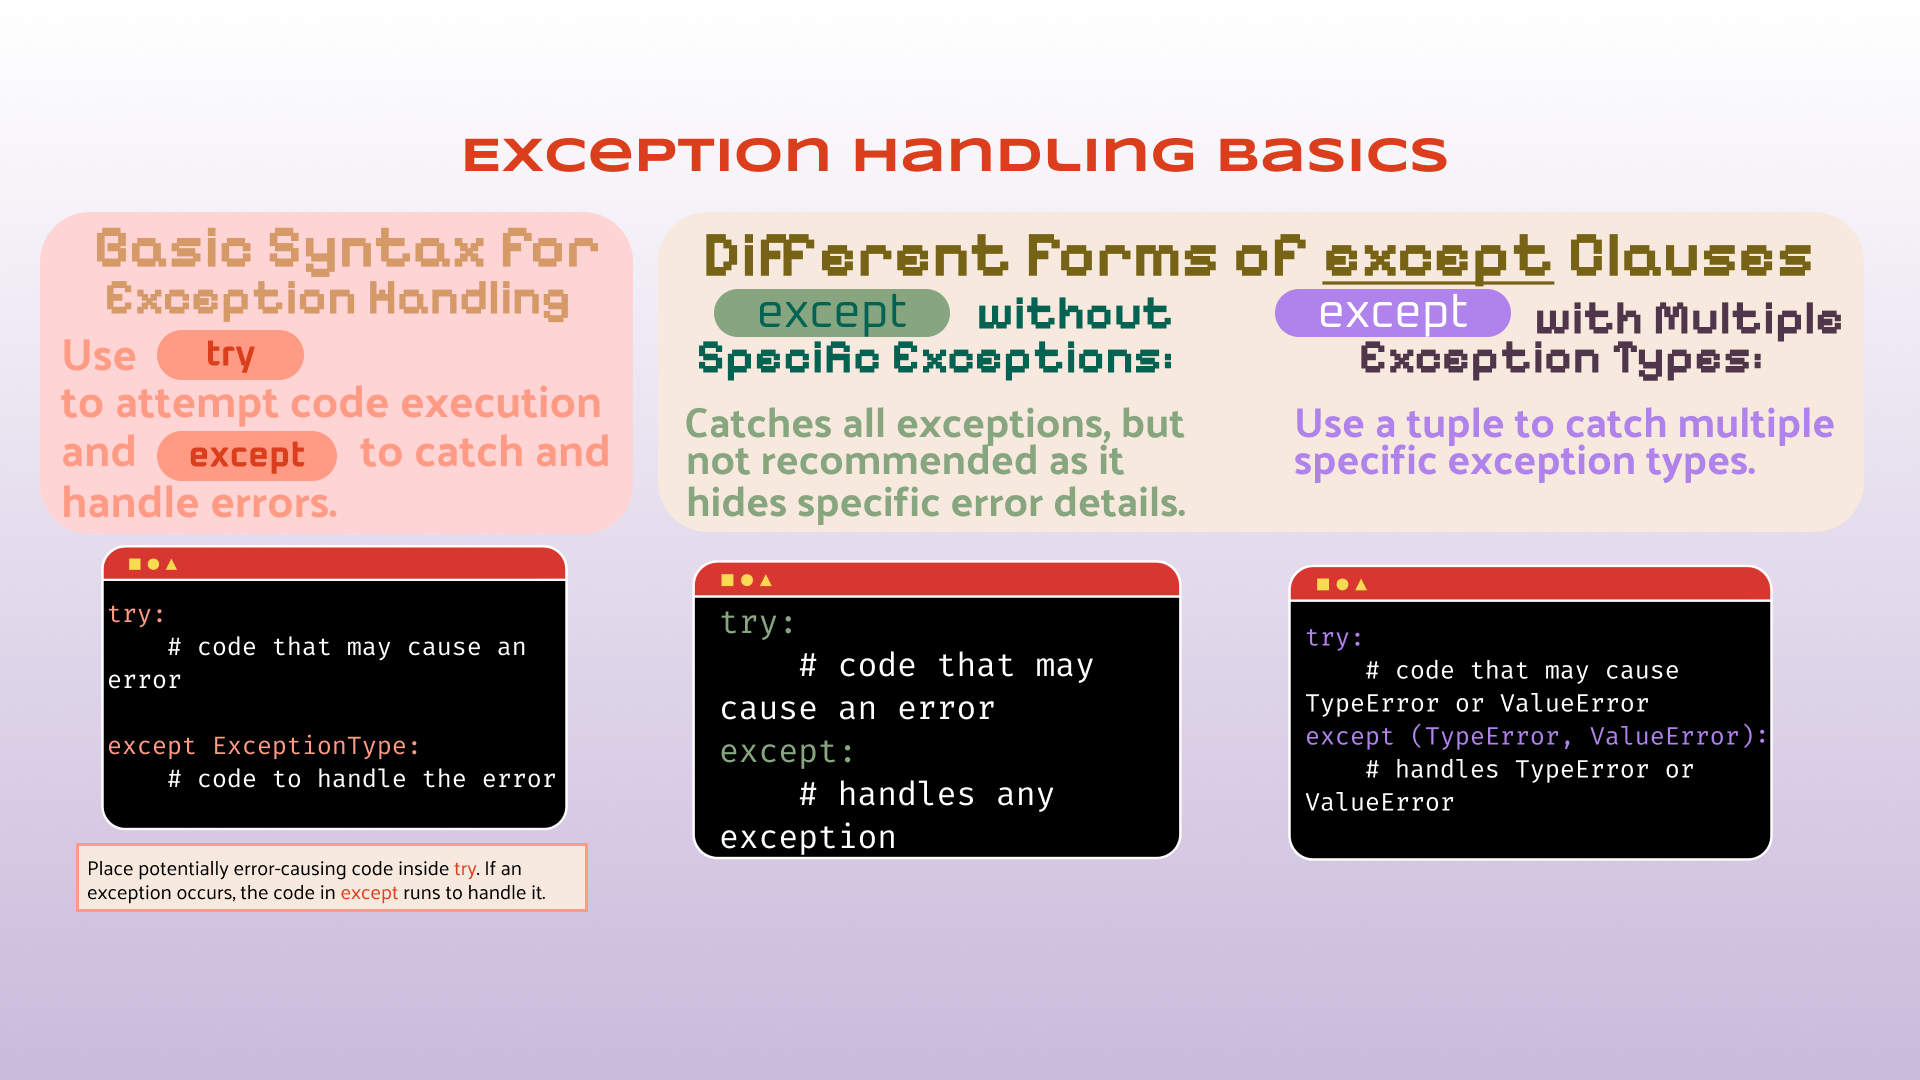 Exception Handling Basics
Basic Syntax for
Exception Handling
Use try
to attempt code execution
and except to catch and
handle errors.
try:
    # code that may cause an
error
except ExceptionType:
    # code to handle the error
Place potentially error-causing code inside try. If an
exception occurs, the code in except runs to handle it.
Different Forms of except Clauses
except without
Specific Exceptions:
Catches all exceptions, but
not recommended as it
hides specific error details.
try:
    # code that may
cause an error
except:
    # handles any
exception
except with Multiple
Exception Types:
Use a tuple to catch multiple
specific exception types.
try:
    # code that may cause
TypeError or ValueError
except (TypeError, ValueError):
    # handles TypeError or
ValueError